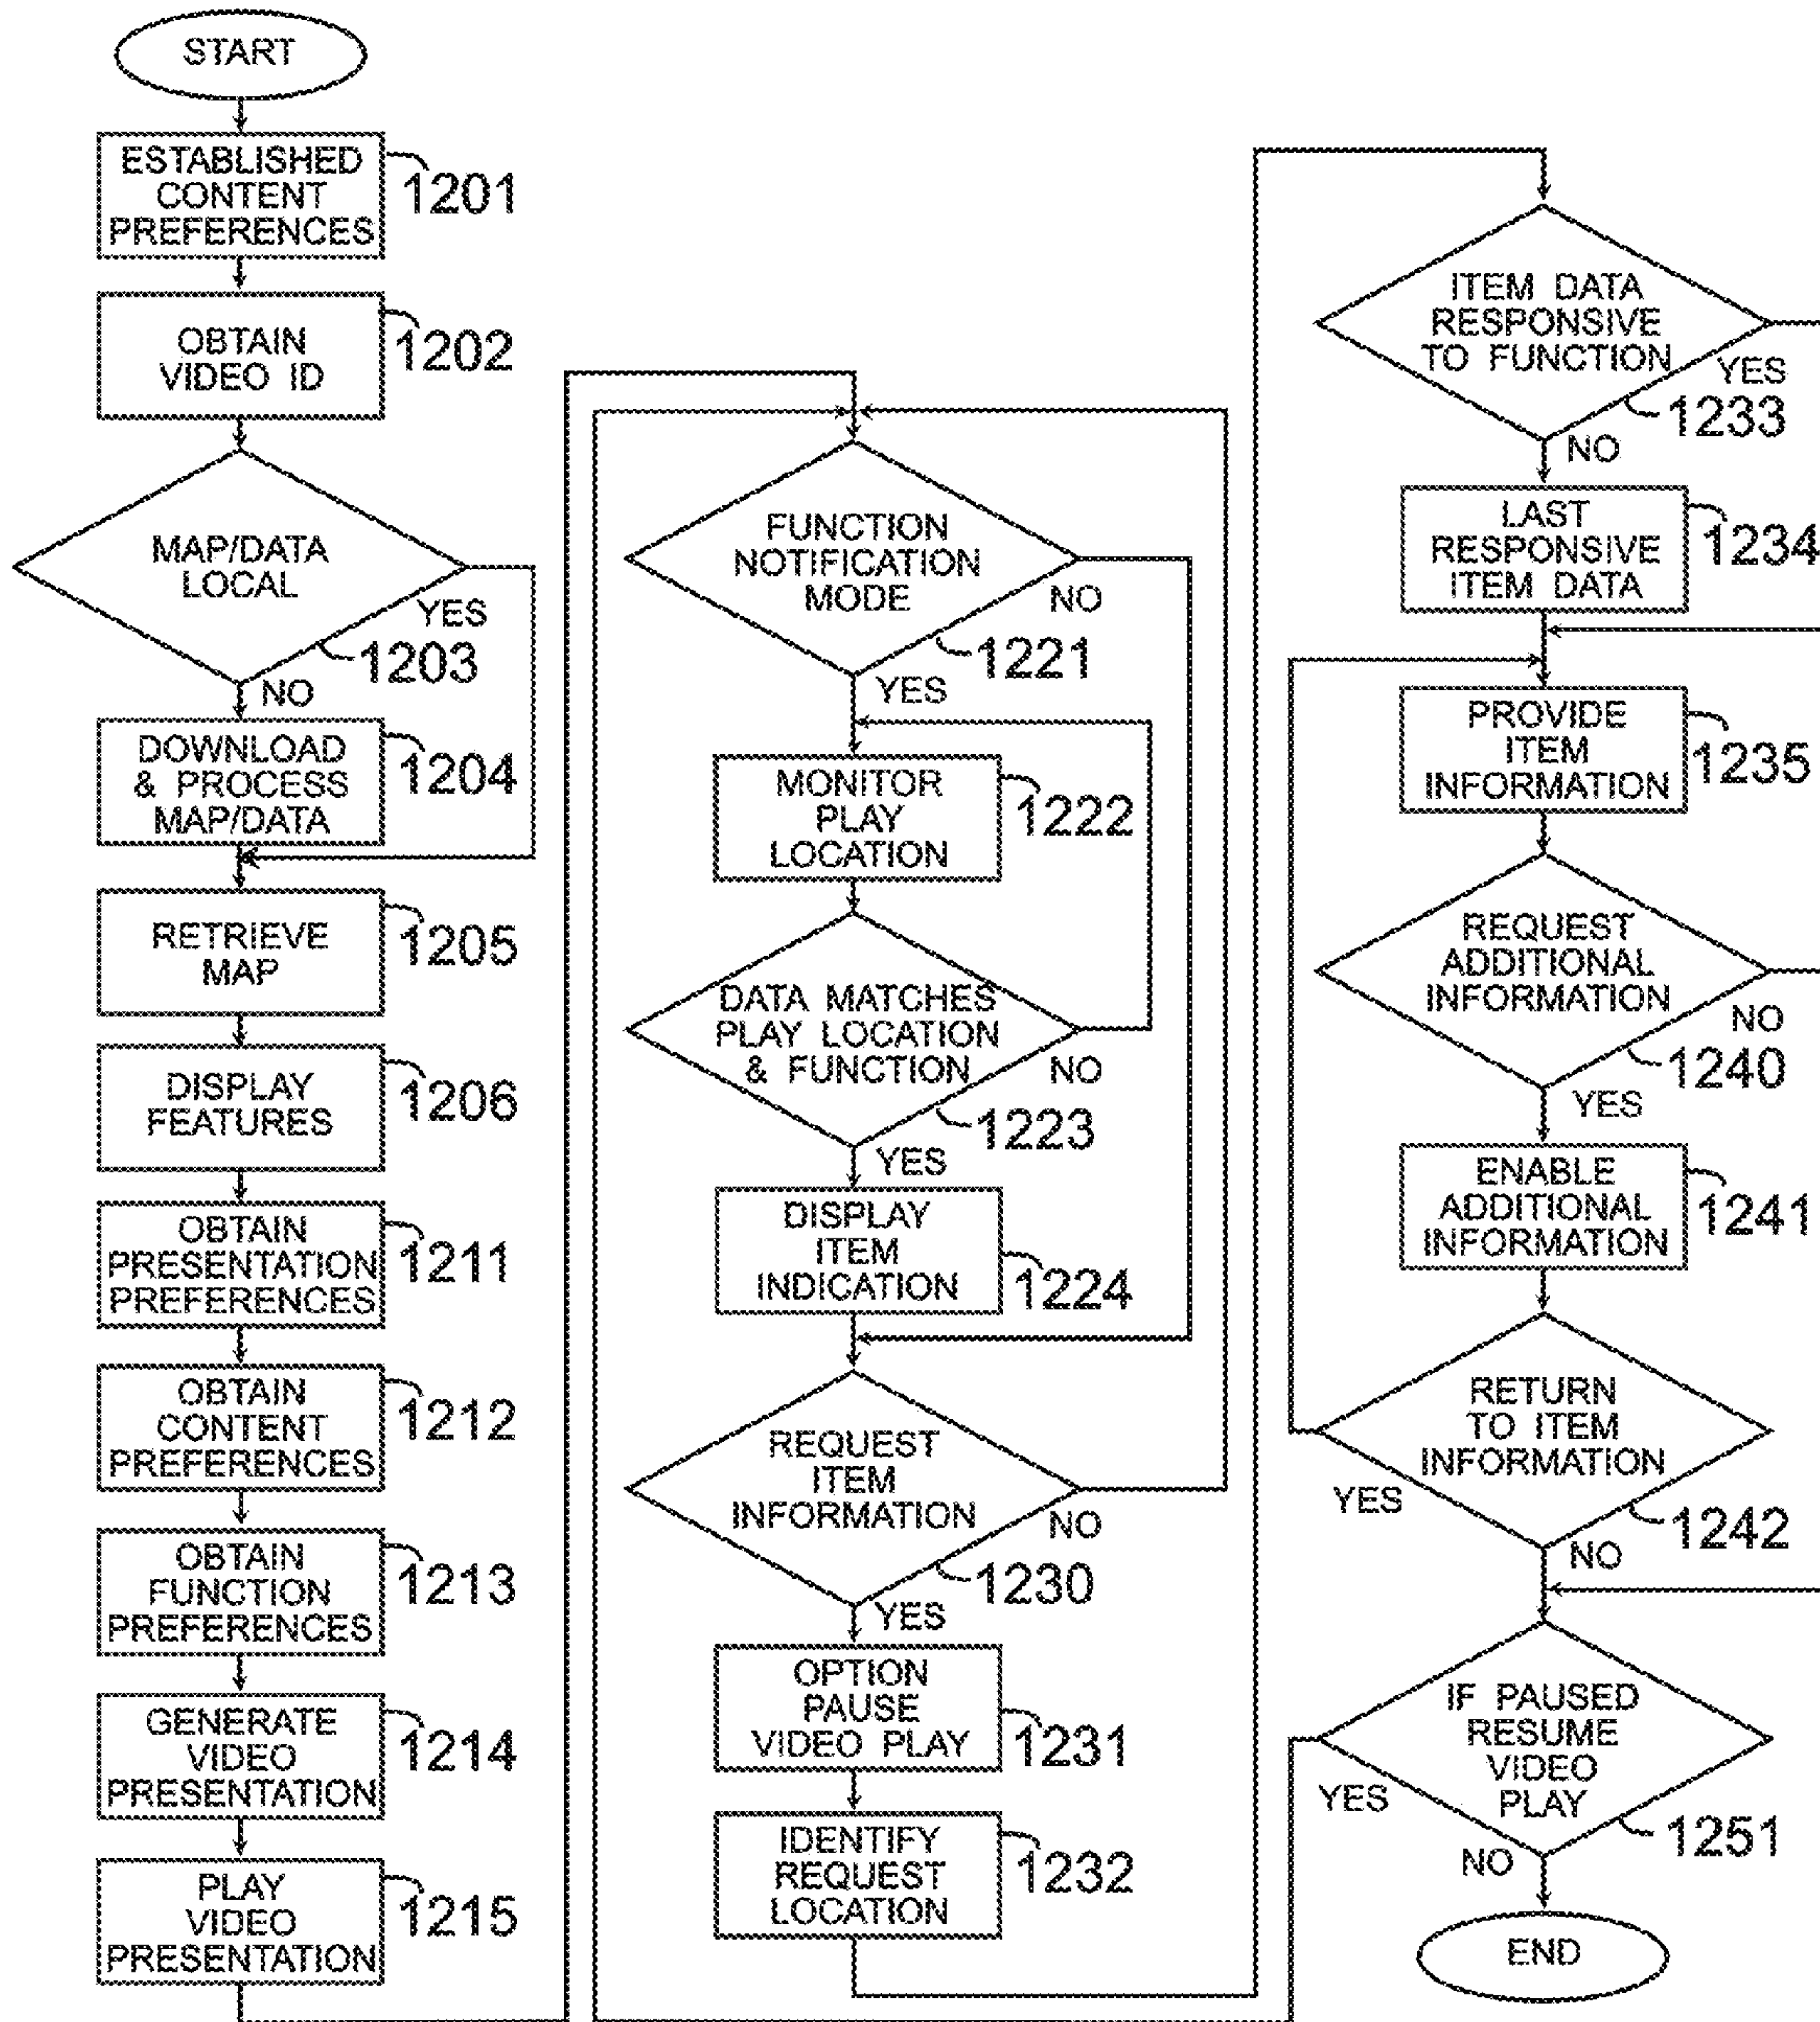 START
ESTABLISHED
CONTENT
PREFERENCES
1201
OBTAIN
VIDEO ID
1202
MAP/DATA
LOCAL
YES
1203
NO
DOWNLOAD
& PROCESS
MAP/DATA
1204
RETRIEVE
MAP
1205
DISPLAY
FEATURES
1206
OBTAIN
PRESENTATION
PREFERENCES
1211
OBTAIN
CONTENT
PREFERENCES
1212
OBTAIN
FUNCTION
PREFERENCES
1213
GENERATE
VIDEO
PRESENTATION
1214
PLAY
VIDEO
PRESENTATION
1215
FUNCTION
NOTIFICATION
MODE
NO
1221
YES
MONITOR
PLAY
LOCATION
1222
DATA MATCHES
PLAY LOCATION
& FUNCTION
NO
1223
YES
DISPLAY
ITEM
INDICATION
1224
REQUEST
ITEM
INFORMATION
NO
1230
YES
OPTION
PAUSE
VIDEO PLAY
1231
IDENTIFY
REQUEST
LOCATION
1232
ITEM DATA
RESPONSIVE
TO FUNCTION
YES
1233
NO
LAST
RESPONSIVE
ITEM DATA
1234
PROVIDE
ITEM
INFORMATION
1235
REQUEST
ADDITIONAL
INFORMATION
NO
1240
YES
ENABLE
ADDITIONAL
INFORMATION
1241
RETURN
TO ITEM
INFORMATION
YES
1242
NO
IF PAUSED
RESUME
VIDEO
PLAY
YES
1251
NO
END